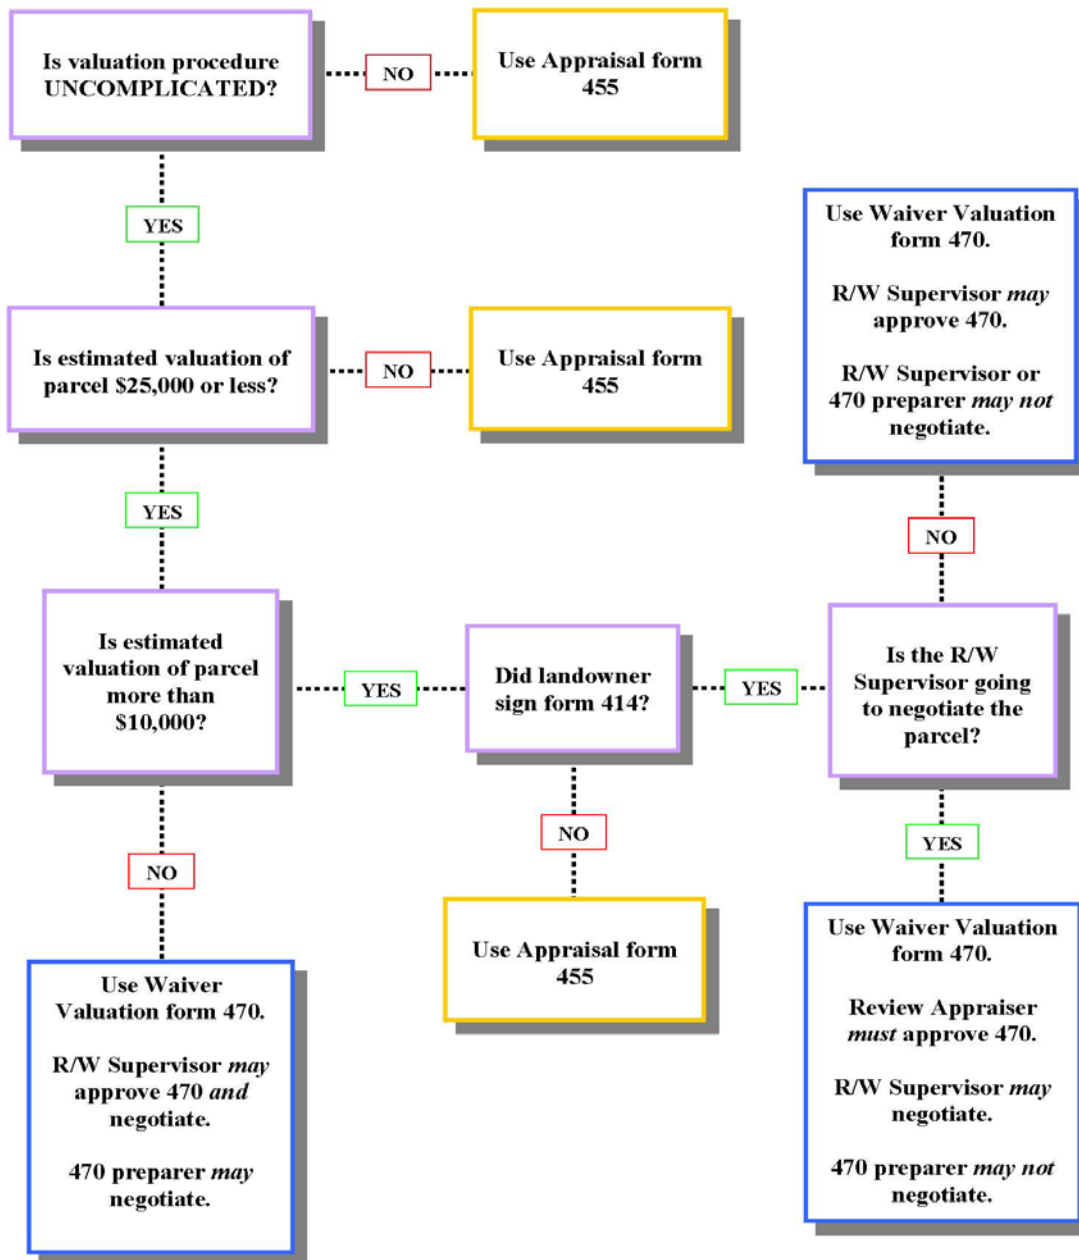 Is valuation procedure
UNCOMPLICATED?
NO
Use Appraisal form
455
YES
Is estimated valuation of
parcel $25,000 or less?
NO
Use Appraisal form
455
Use Waiver Valuation
form 470.
R/W Supervisor may
approve 470.
R/W Supervisor or
470 preparer may not
negotiate.
YES
NO
Is estimated
valuation of parcel
more than
$10,000?
YES
Did landowner
sign form 414?
YES
Is the R/W
Supervisor going
to negotiate the
parcel?
NO
NO
YES
Use Waiver
Valuation form 470.
R/W Supervisor may
approve 470 and
negotiate.
470 preparer may
negotiate.
Use Appraisal form
455
Use Waiver Valuation
form 470.
Review Appraiser
must approve 470.
R/W Supervisor may
negotiate.
470 preparer may not
negotiate.